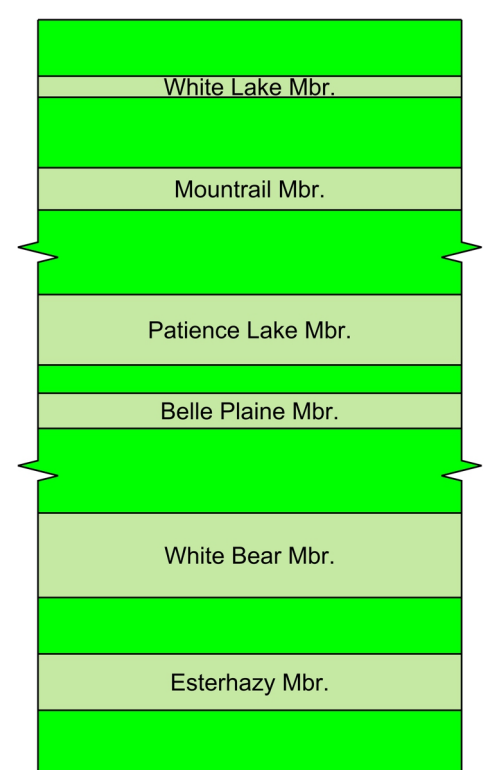 White Lake Mbr.
Mountrail Mbr.
Patience Lake Mbr.
Belle Plaine Mbr.
White Bear Mbr.
Esterhazy Mbr.